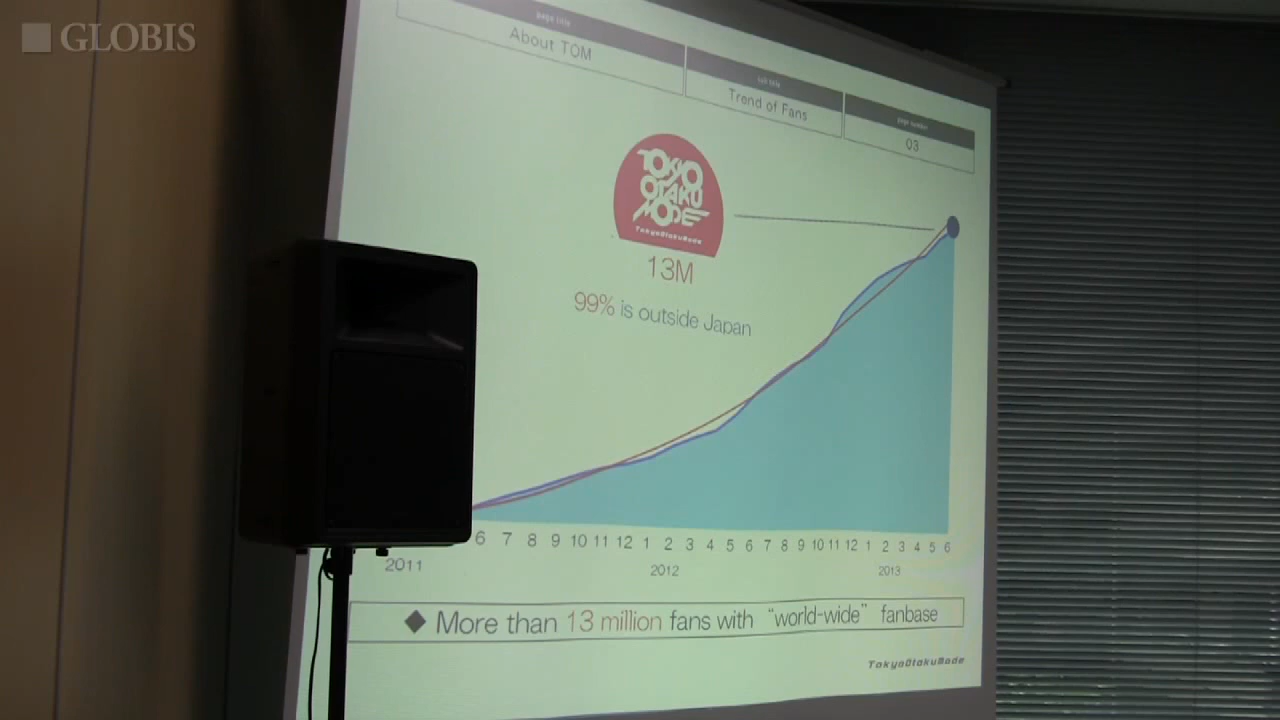 GLOBIS
page title
About TOM
sub title
Trend of Fans
page number
03
TOKYO
OTAKU
MODE
TokyoOtakuMode
13M
99% is outside Japan
6 7 8 9 10 11 12 1 2 3 4 5 6 7 8 9 10 11 12 1 2 3 4 5 6
2011 2012 2013
◆ More than 13 million fans with “world-wide” fanbase
TokyoOtakuMode